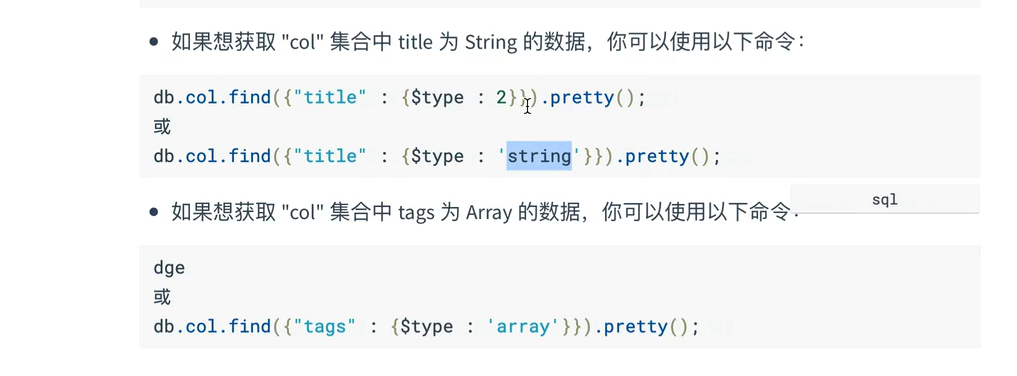 如果想获取 "col" 集合中 title 为 String 的数据，你可以使用以下命令：
db.col.find({"title" : {$type : 2}}).pretty();
或
db.col.find({"title" : {$type : 'string'}}).pretty();
如果想获取 "col" 集合中 tags 为 Array 的数据，你可以使用以下命令：
sql
dge
或
db.col.find({"tags" : {$type : 'array'}}).pretty();